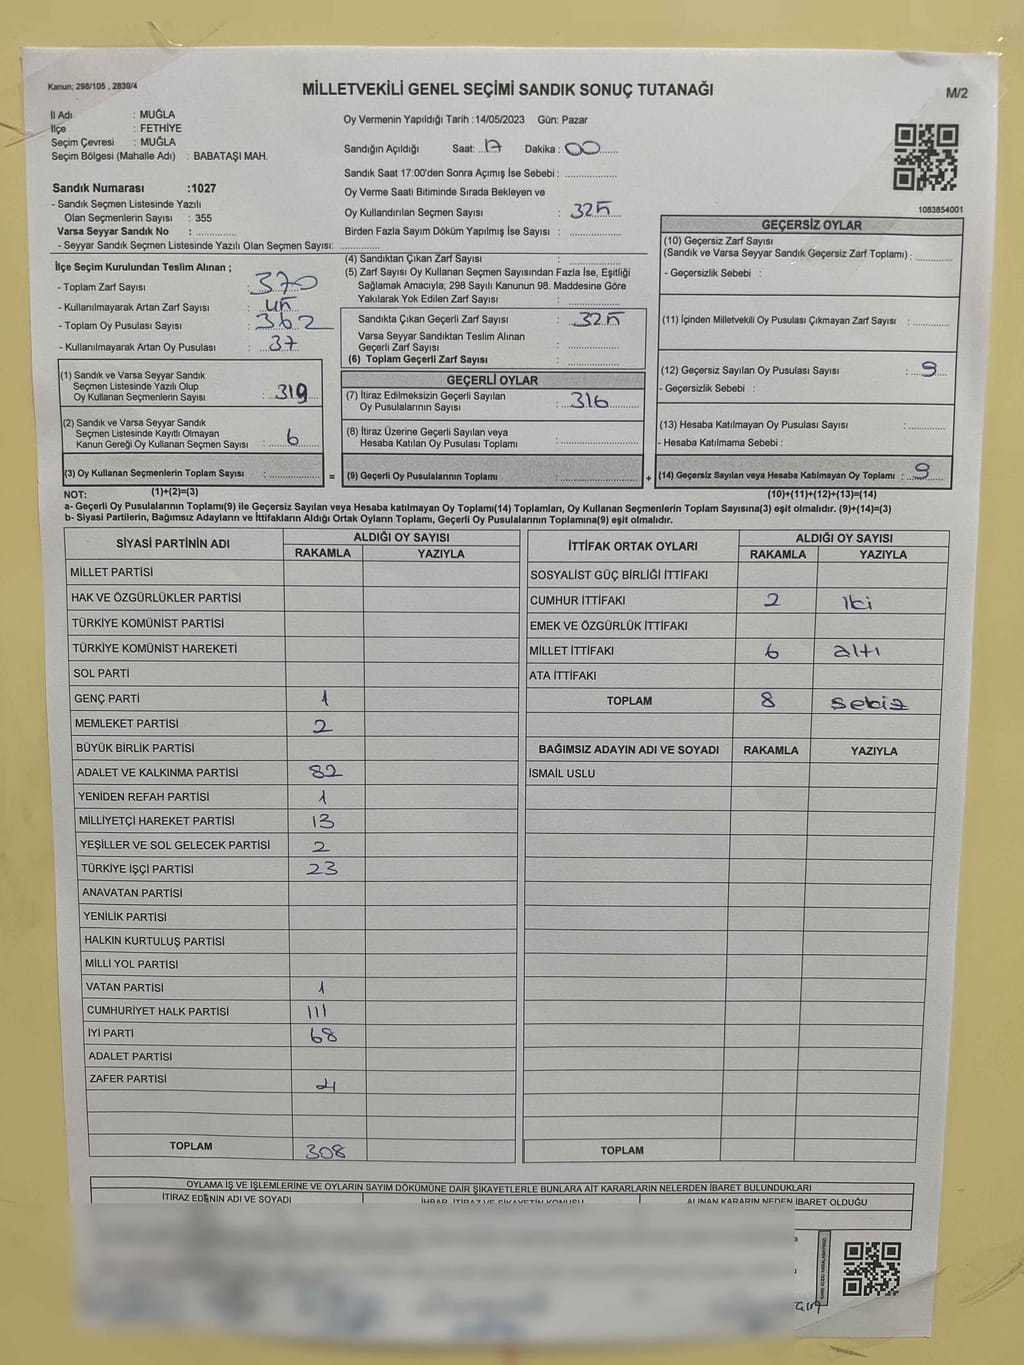 Kanun; 298/105 , 2839/4
MİLLETVEKİLİ GENEL SEÇİMİ SANDIK SONUÇ TUTANAĞI
M/2
İl Adı : MUĞLA
İlçe : FETHİYE
Seçim Çevresi : MUĞLA
Seçim Bölgesi (Mahalle Adı) : BABATAŞI MAH.
Oy Vermenin Yapıldığı Tarih :14/05/2023 Gün: Pazar
Sandığın Açıldığı Saat: 17 Dakika : 00
Sandık Saat 17:00'den Sonra Açımış İse Sebebi :
Oy Verme Saati Bitiminde Sırada Bekleyen ve
Oy Kullandırılan Seçmen Sayısı : 325
Birden Fazla Sayım Döküm Yapılmış İse Sayısı :
1083854001
Sandık Numarası :1027
- Sandık Seçmen Listesinde Yazılı
Olan Seçmenlerin Sayısı : 355
Varsa Seyyar Sandık No :
- Seyyar Sandık Seçmen Listesinde Yazılı Olan Seçmen Sayısı:
İlçe Seçim Kurulundan Teslim Alınan ;
- Toplam Zarf Sayısı : 370
- Kullanılmayarak Artan Zarf Sayısı : 45
- Toplam Oy Pusulası Sayısı : 362
- Kullanılmayarak Artan Oy Pusulası : 37
(1) Sandık ve Varsa Seyyar Sandık
Seçmen Listesinde Yazılı Olup
Oy Kullanan Seçmenlerin Sayısı : 319
(2) Sandık ve Varsa Seyyar Sandık
Seçmen Listesinde Kayıtlı Olmayan
Kanun Gereği Oy Kullanan Seçmen Sayısı : 6
(3) Oy Kullanan Seçmenlerin Toplam Sayısı :
=
(1)+(2)=(3)
(4) Sandıktan Çıkan Zarf Sayısı :
(5) Zarf Sayısı Oy Kullanan Seçmen Sayısından Fazla İse, Eşitliği
Sağlamak Amacıyla; 298 Sayılı Kanunun 98. Maddesine Göre
Yakılarak Yok Edilen Zarf Sayısı :
Sandıkta Çıkan Geçerli Zarf Sayısı : 325
Varsa Seyyar Sandıktan Teslim Alınan
Geçerli Zarf Sayısı :
(6) Toplam Geçerli Zarf Sayısı :
GEÇERLİ OYLAR
(7) İtiraz Edilmeksizin Geçerli Sayılan
Oy Pusulalarının Sayısı : 316
(8) İtiraz Üzerine Geçerli Sayılan veya
Hesaba Katılan Oy Pusulası Toplamı :
(9) Geçerli Oy Pusulalarının Toplamı :
+
GEÇERSİZ OYLAR
(10) Geçersiz Zarf Sayısı
(Sandık ve Varsa Seyyar Sandık Geçersiz Zarf Toplamı) :
- Geçersizlik Sebebi :
(11) İçinden Milletvekili Oy Pusulası Çıkmayan Zarf Sayısı :
(12) Geçersiz Sayılan Oy Pusulası Sayısı : 9
- Geçersizlik Sebebi :
(13) Hesaba Katılmayan Oy Pusulası Sayısı :
- Hesaba Katılmama Sebebi :
(14) Geçersiz Sayılan veya Hesaba Katılmayan Oy Toplamı : 9
(10)+(11)+(12)+(13)=(14)
NOT:
a- Geçerli Oy Pusulalarının Toplamı(9) ile Geçersiz Sayılan veya Hesaba katılmayan Oy Toplamı(14) Toplamları, Oy Kullanan Seçmenlerin Toplam Sayısına(3) eşit olmalıdır. (9)+(14)=(3)
b- Siyasi Partilerin, Bağımsız Adayların ve İttifakların Aldığı Ortak Oyların Toplamı, Geçerli Oy Pusulalarının Toplamına(9) eşit olmalıdır.
SİYASİ PARTİNİN ADI ALDIĞI OY SAYISI
RAKAMLA YAZIYLA
MİLLET PARTİSİ
HAK VE ÖZGÜRLÜKLER PARTİSİ
TÜRKİYE KOMÜNİST PARTİSİ
TÜRKİYE KOMÜNİST HAREKETİ
SOL PARTİ
GENÇ PARTİ 1
MEMLEKET PARTİSİ 2
BÜYÜK BİRLİK PARTİSİ
ADALET VE KALKINMA PARTİSİ 82
YENİDEN REFAH PARTİSİ 1
MİLLİYETÇİ HAREKET PARTİSİ 13
YEŞİLLER VE SOL GELECEK PARTİSİ 2
TÜRKİYE İŞÇİ PARTİSİ 23
ANAVATAN PARTİSİ
YENİLİK PARTİSİ
HALKIN KURTULUŞ PARTİSİ
MİLLİ YOL PARTİSİ
VATAN PARTİSİ 1
CUMHURİYET HALK PARTİSİ 111
İYİ PARTİ 68
ADALET PARTİSİ
ZAFER PARTİSİ 4
TOPLAM 308
İTTİFAK ORTAK OYLARI ALDIĞI OY SAYISI
RAKAMLA YAZIYLA
SOSYALİST GÜÇ BİRLİĞİ İTTİFAKI
CUMHUR İTTİFAKI 2 iki
EMEK VE ÖZGÜRLÜK İTTİFAKI
MİLLET İTTİFAKI 6 altı
ATA İTTİFAKI
TOPLAM 8 sekiz
BAĞIMSIZ ADAYIN ADI VE SOYADI RAKAMLA YAZIYLA
İSMAİL USLU
TOPLAM
OYLAMA İŞ VE İŞLEMLERİNE VE OYLARIN SAYIM DÖKÜMÜNE DAİR ŞİKAYETLERLE BUNLARA AİT KARARLARIN NELERDEN İBARET BULUNDUKLARI
İTİRAZ EDENİN ADI VE SOYADI İHBAR, İTİRAZ VE ŞİKAYETİN KONUSU ALINAN KARARIN NEDEN İBARET OLDUĞU